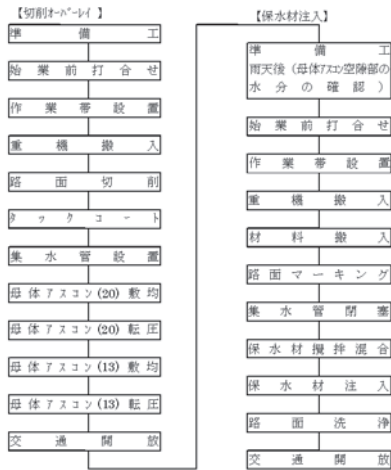 【切削ｵｰﾊﾞｰﾚｲ 】
準備工
始業前打合せ
作業帯設置
重機搬入
路面切削
タックコート
集水管設置
母体アスコン(20)敷均
母体アスコン(20)転圧
母体アスコン(13)敷均
母体アスコン(13)転圧
交通開放
【保水材注入】
準備工
雨天後（母体ｱｽｺﾝ空隙部の
水分の確認）
始業前打合せ
作業帯設置
重機搬入
材料搬入
路面マーキング
集水管閉塞
保水材攪拌混合
保水材注入
路面洗浄
交通開放